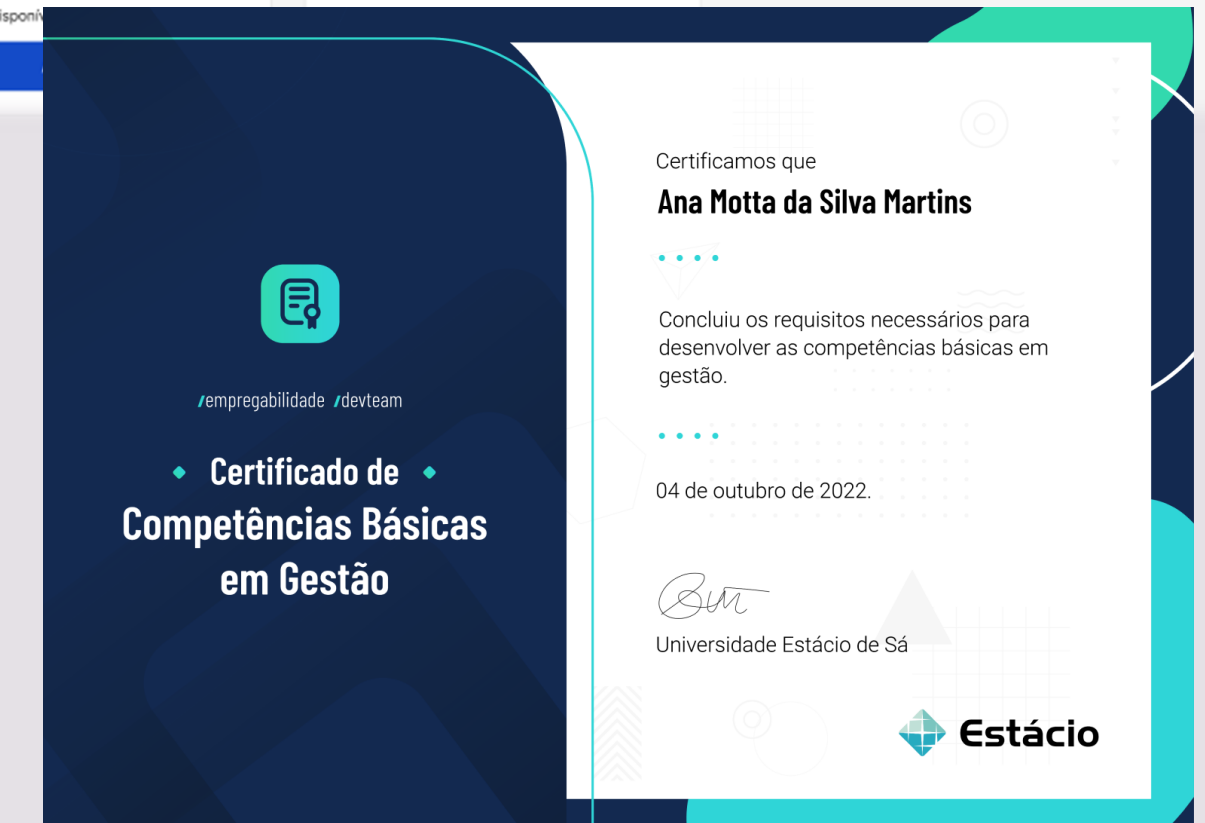 /empregabilidade /devteam
Certificado de
Competências Básicas
em Gestão
Certificamos que
Ana Motta da Silva Martins
Concluiu os requisitos necessários para
desenvolver as competências básicas em
gestão.
04 de outubro de 2022.
Universidade Estácio de Sá
Estácio